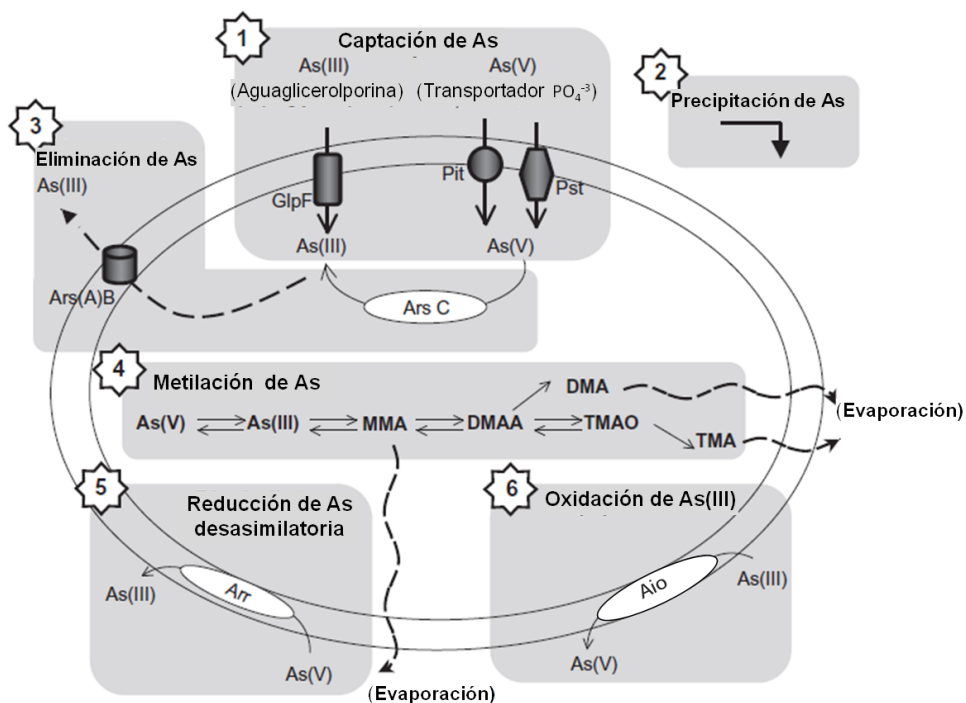 1
Captación de As
As(III)
As(V)
(Aguaglicerolporina)
(Transportador PO₄⁻³)
2
Precipitación de As
3
Eliminación de As
As(III)
GlpF
Pit
Pst
As(III)
As(V)
Ars(A)B
Ars C
4
Metilación de As
DMA
(Evaporación)
As(V)
As(III)
MMA
DMAA
TMAO
TMA
5
Reducción de As
desasimilatoria
6
Oxidación de As(III)
As(III)
Arr
As(V)
Aio
As(III)
As(V)
(Evaporación)